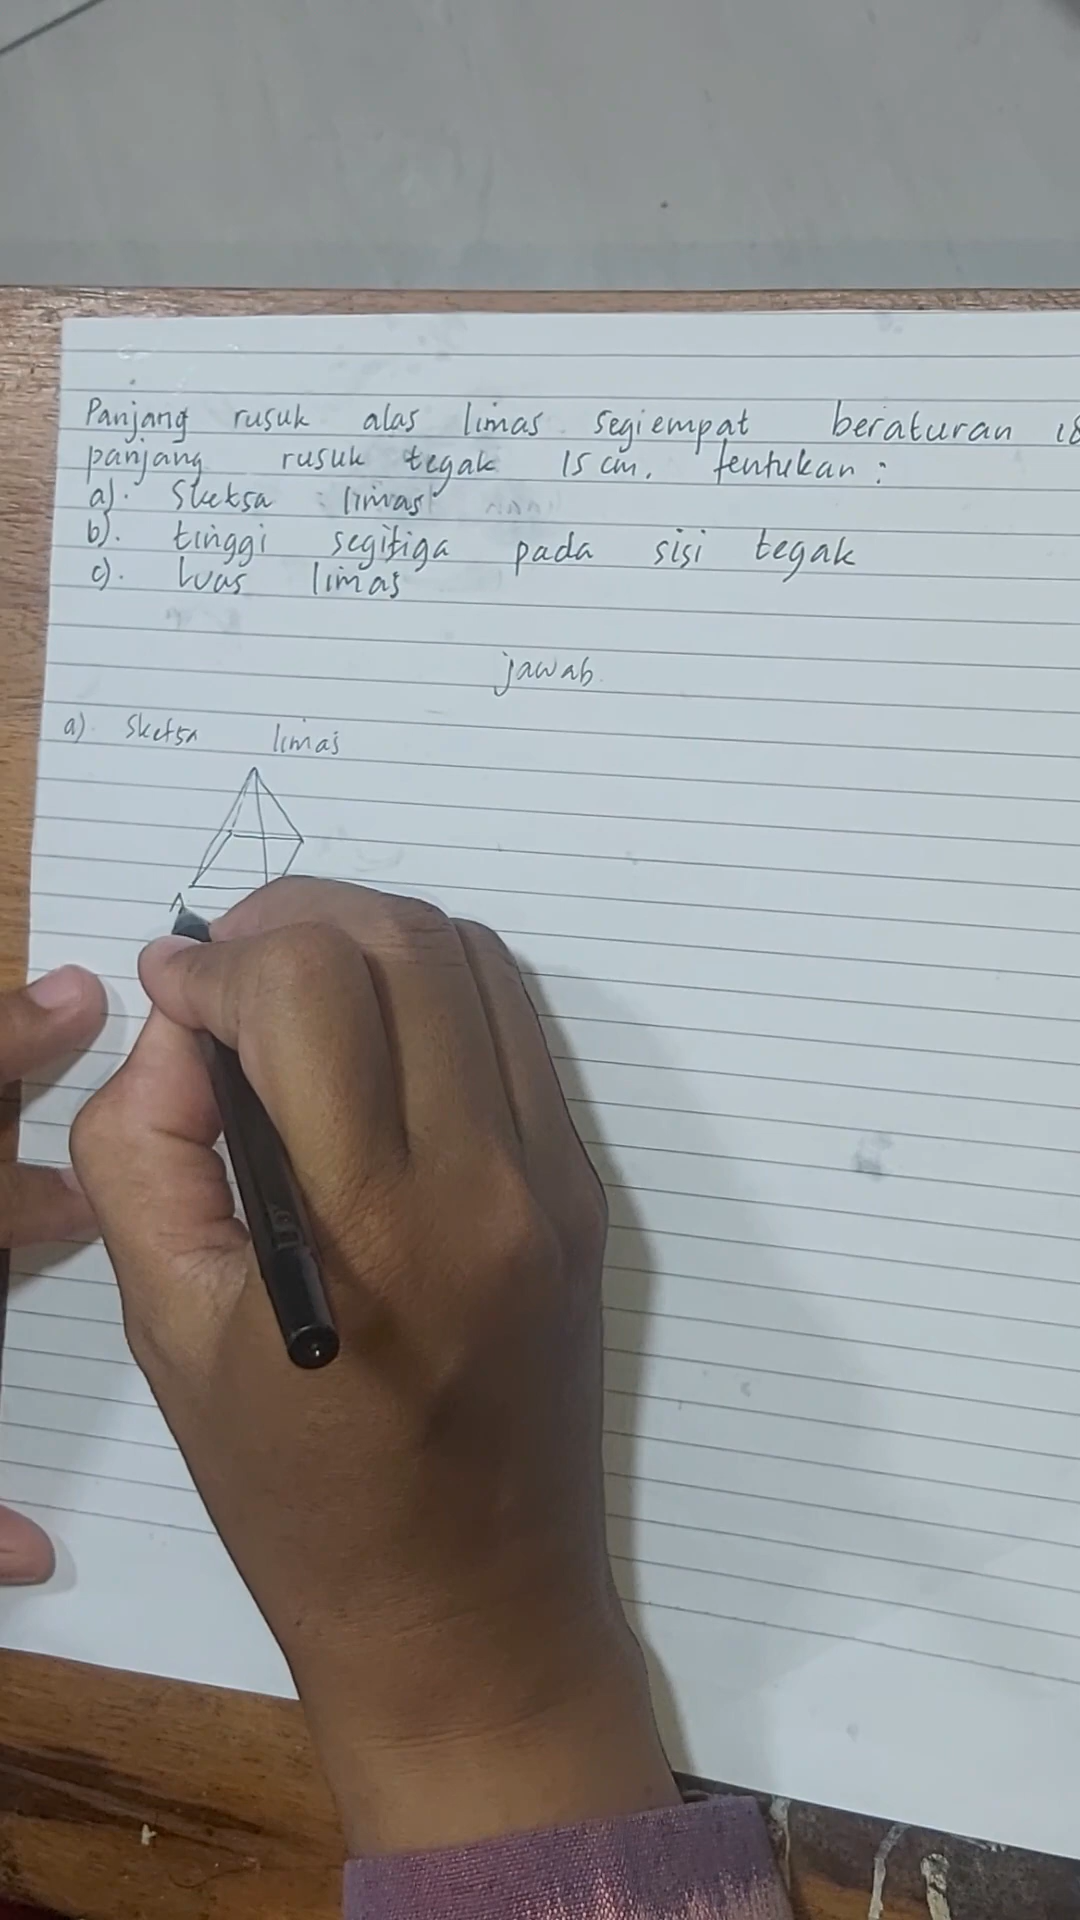 Panjang rusuk alas limas segiempat beraturan 18
panjang rusuk tegak 15 cm. tentukan :
a). Sketsa limas
b). tinggi segitiga pada sisi tegak
c). luas limas
jawab
a) Sketsa limas
A